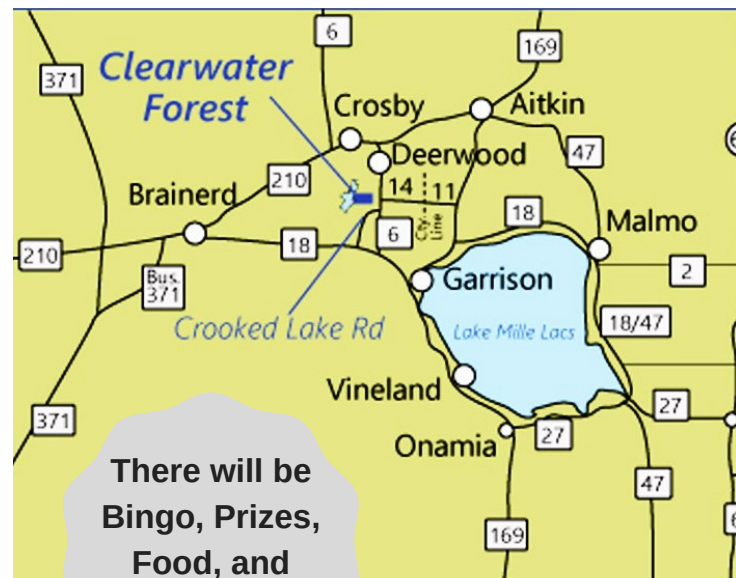 6
169
371
Clearwater
Forest
Crosby
Aitkin
Deerwood
47
210
14
11
Brainerd
Cty.
Line
18
Malmo
6
18
210
2
Bus.
371
Garrison
Crooked Lake Rd
Lake Mille Lacs
18/47
Vineland
371
27
27
Onamia
47
169
There will be
Bingo, Prizes,
Food, and